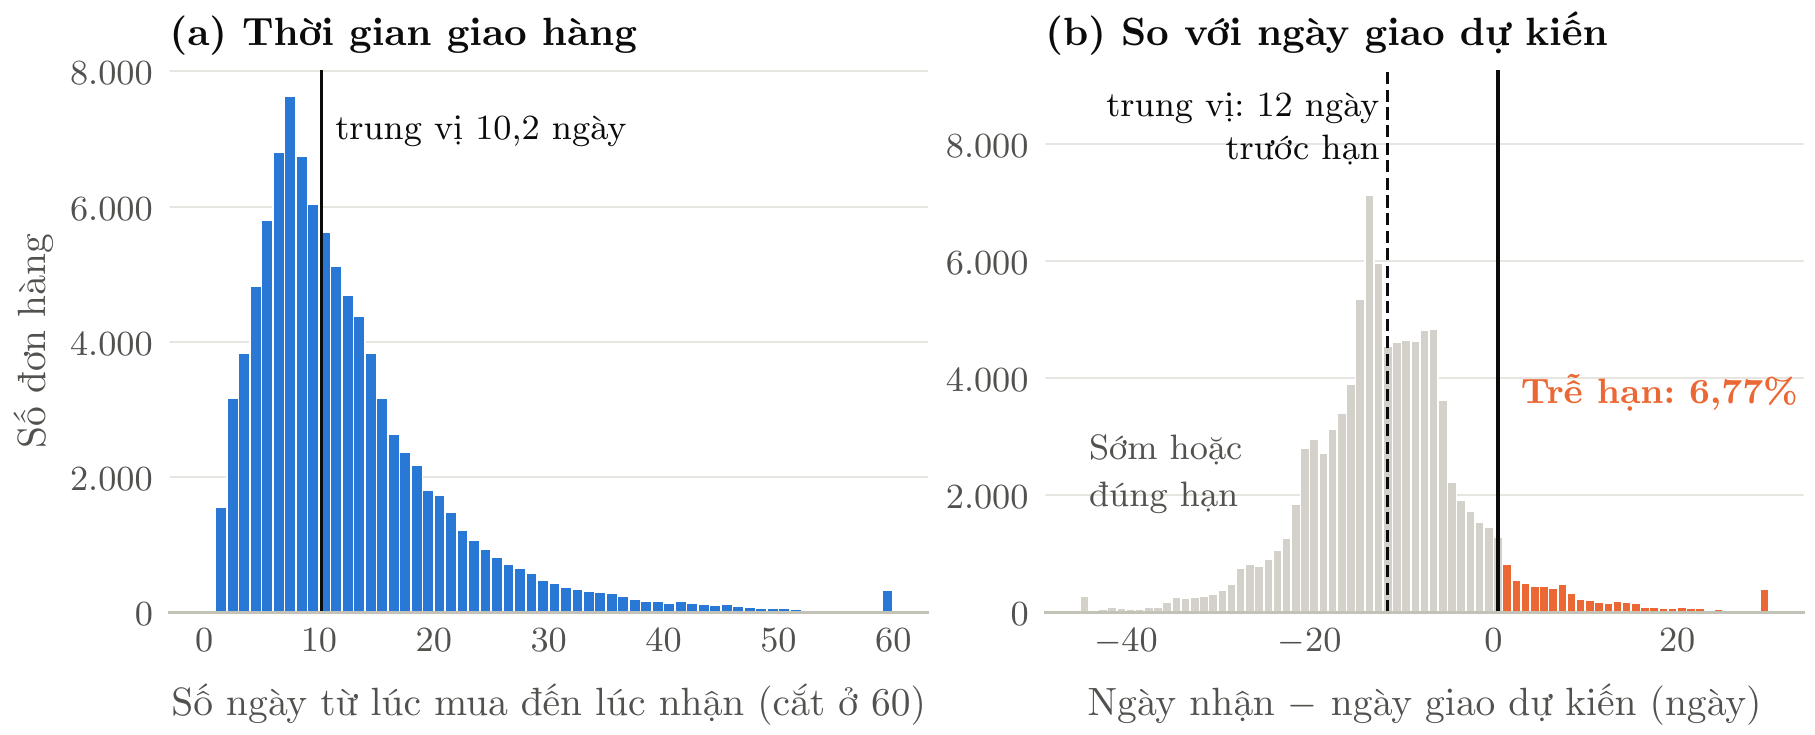 (a) Thời gian giao hàng
8.000
6.000
4.000
2.000
0
Số đơn hàng
trung vị 10,2 ngày
0 10 20 30 40 50 60
Số ngày từ lúc mua đến lúc nhận (cắt ở 60)
(b) So với ngày giao dự kiến
8.000
6.000
4.000
2.000
0
trung vị: 12 ngày
trước hạn
Trễ hạn: 6,77%
Sớm hoặc
đúng hạn
−40 −20 0 20
Ngày nhận − ngày giao dự kiến (ngày)